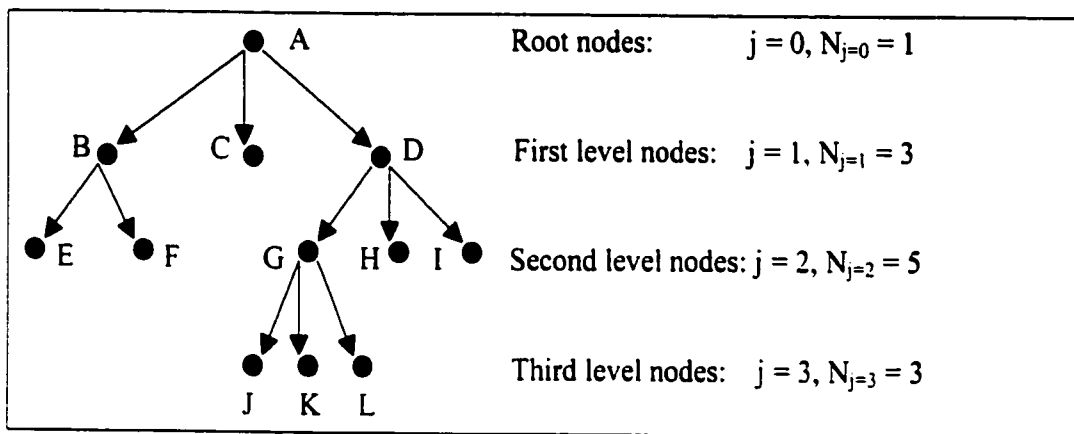 A
Root nodes: j = 0, N_{j=0} = 1
B C D
First level nodes: j = 1, N_{j=1} = 3
E F G H I
Second level nodes: j = 2, N_{j=2} = 5
Third level nodes: j = 3, N_{j=3} = 3
J K L